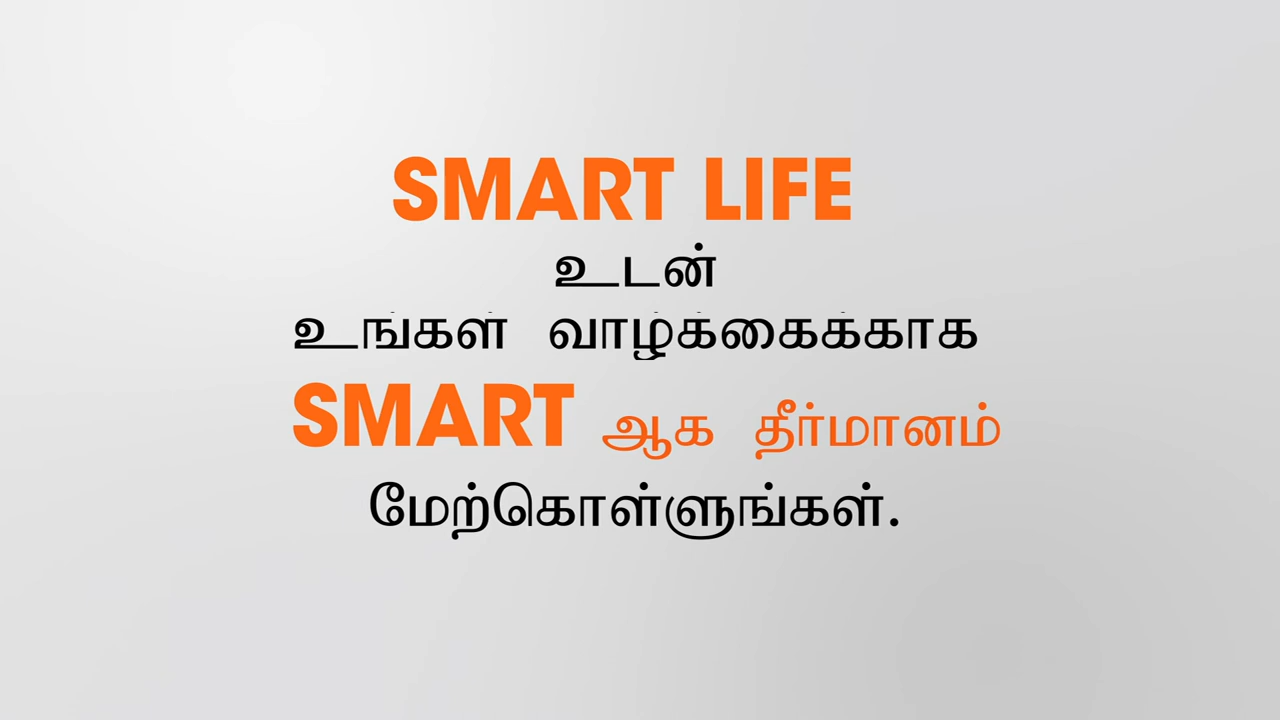 SMART LIFE
உடன்
உங்கள் வாழ்க்கைக்காக
SMART ஆக தீர்மானம்
மேற்கொள்ளுங்கள்.